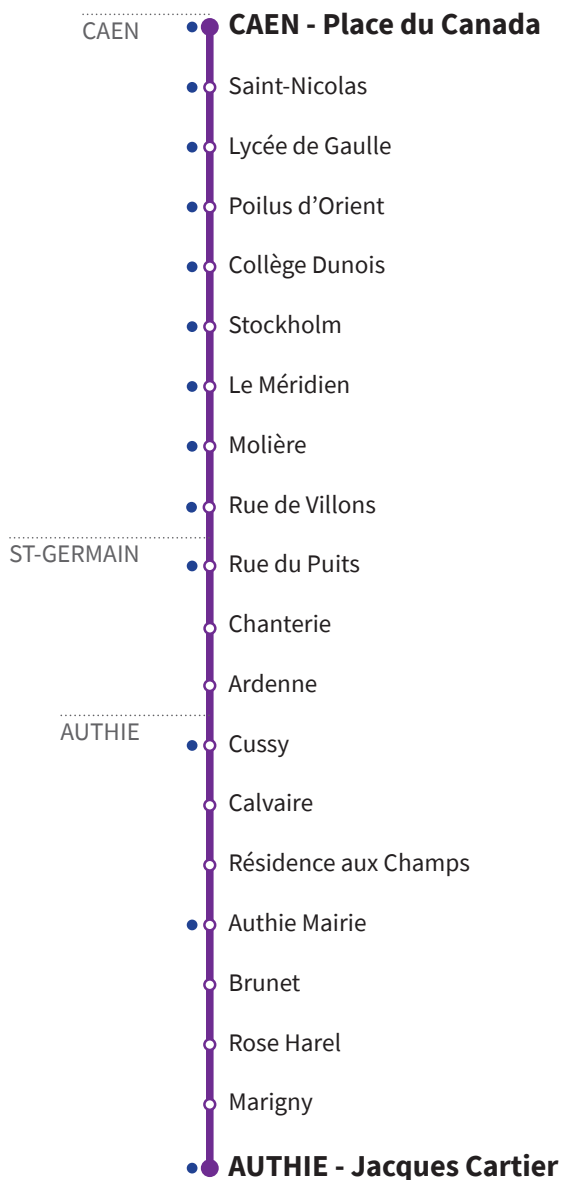 CAEN
CAEN - Place du Canada
Saint-Nicolas
Lycée de Gaulle
Poilus d’Orient
Collège Dunois
Stockholm
Le Méridien
Molière
Rue de Villons
ST-GERMAIN
Rue du Puits
Chanterie
Ardenne
AUTHIE
Cussy
Calvaire
Résidence aux Champs
Authie Mairie
Brunet
Rose Harel
Marigny
AUTHIE - Jacques Cartier